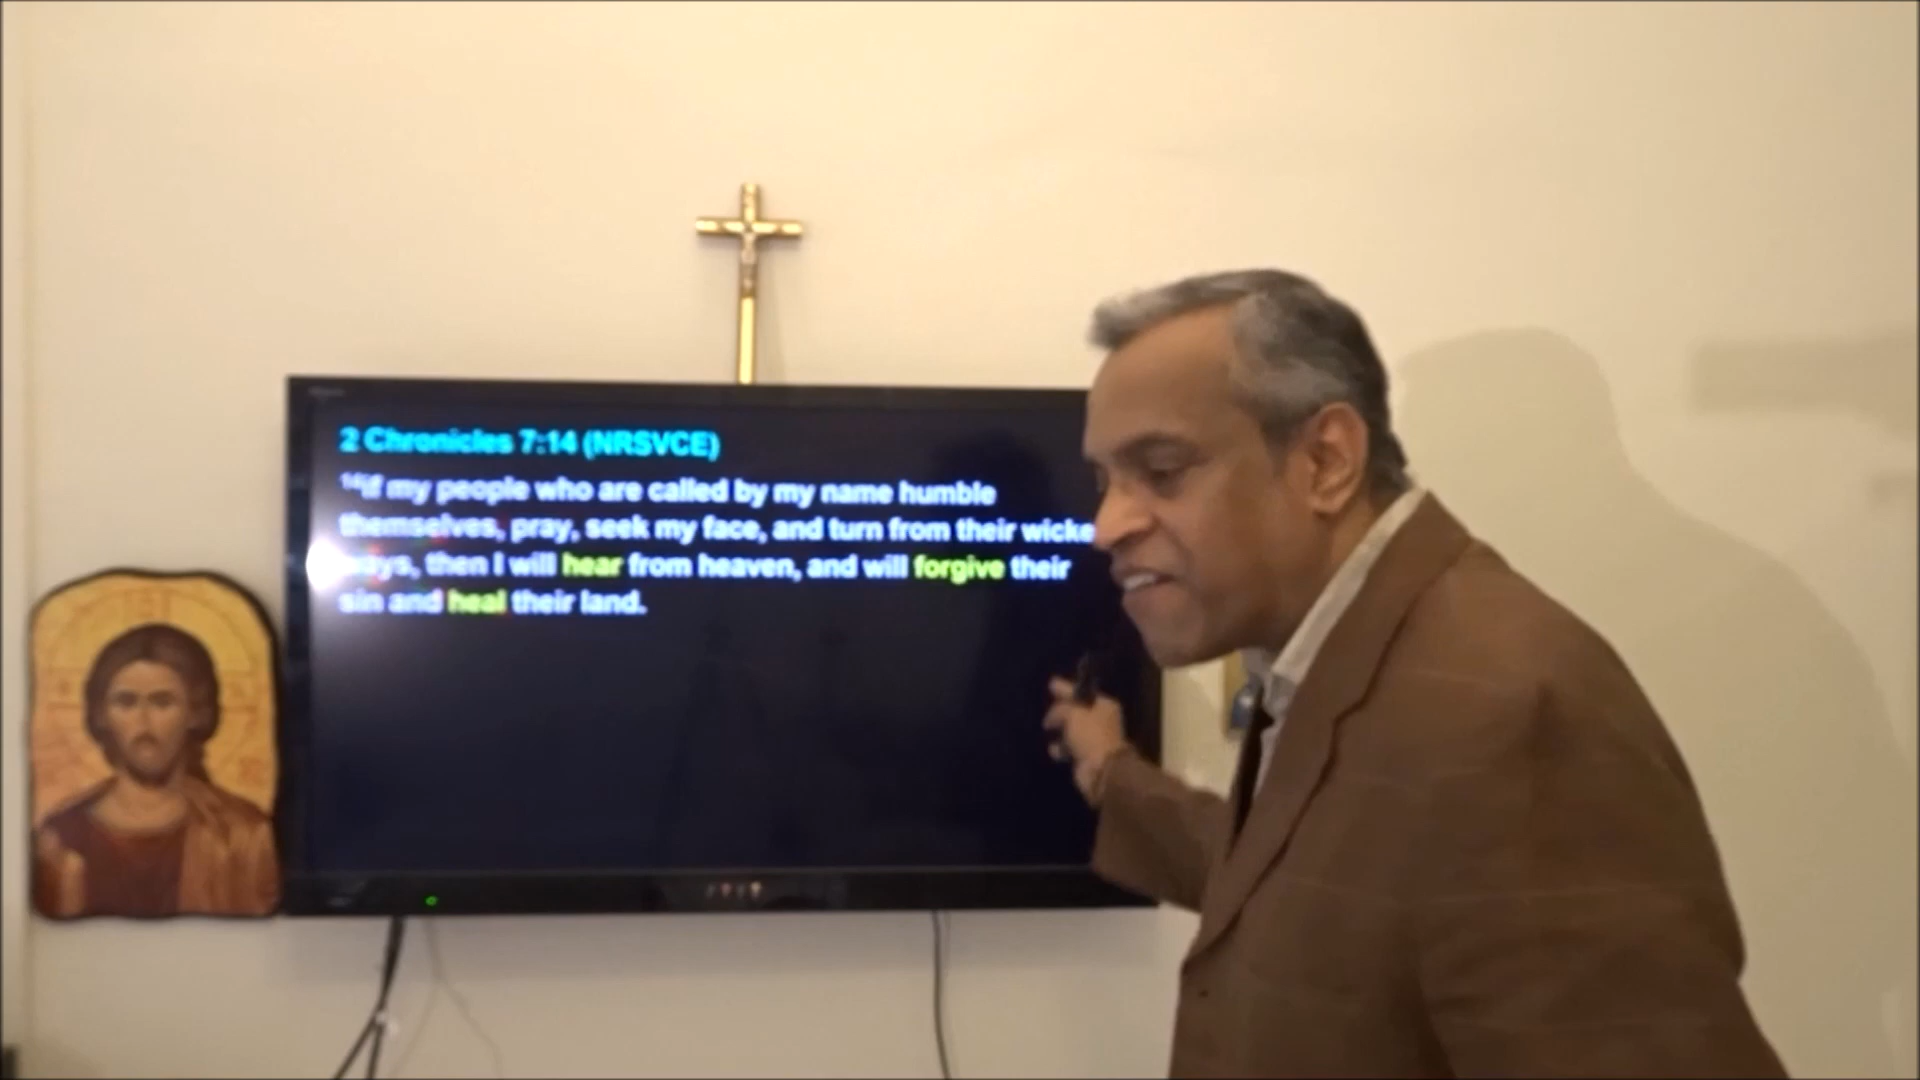 2 Chronicles 7:14 (NRSVCE)
¹⁴if my people who are called by my name humble
themselves, pray, seek my face, and turn from their wicke
ways, then I will hear from heaven, and will forgive their
sin and heal their land.